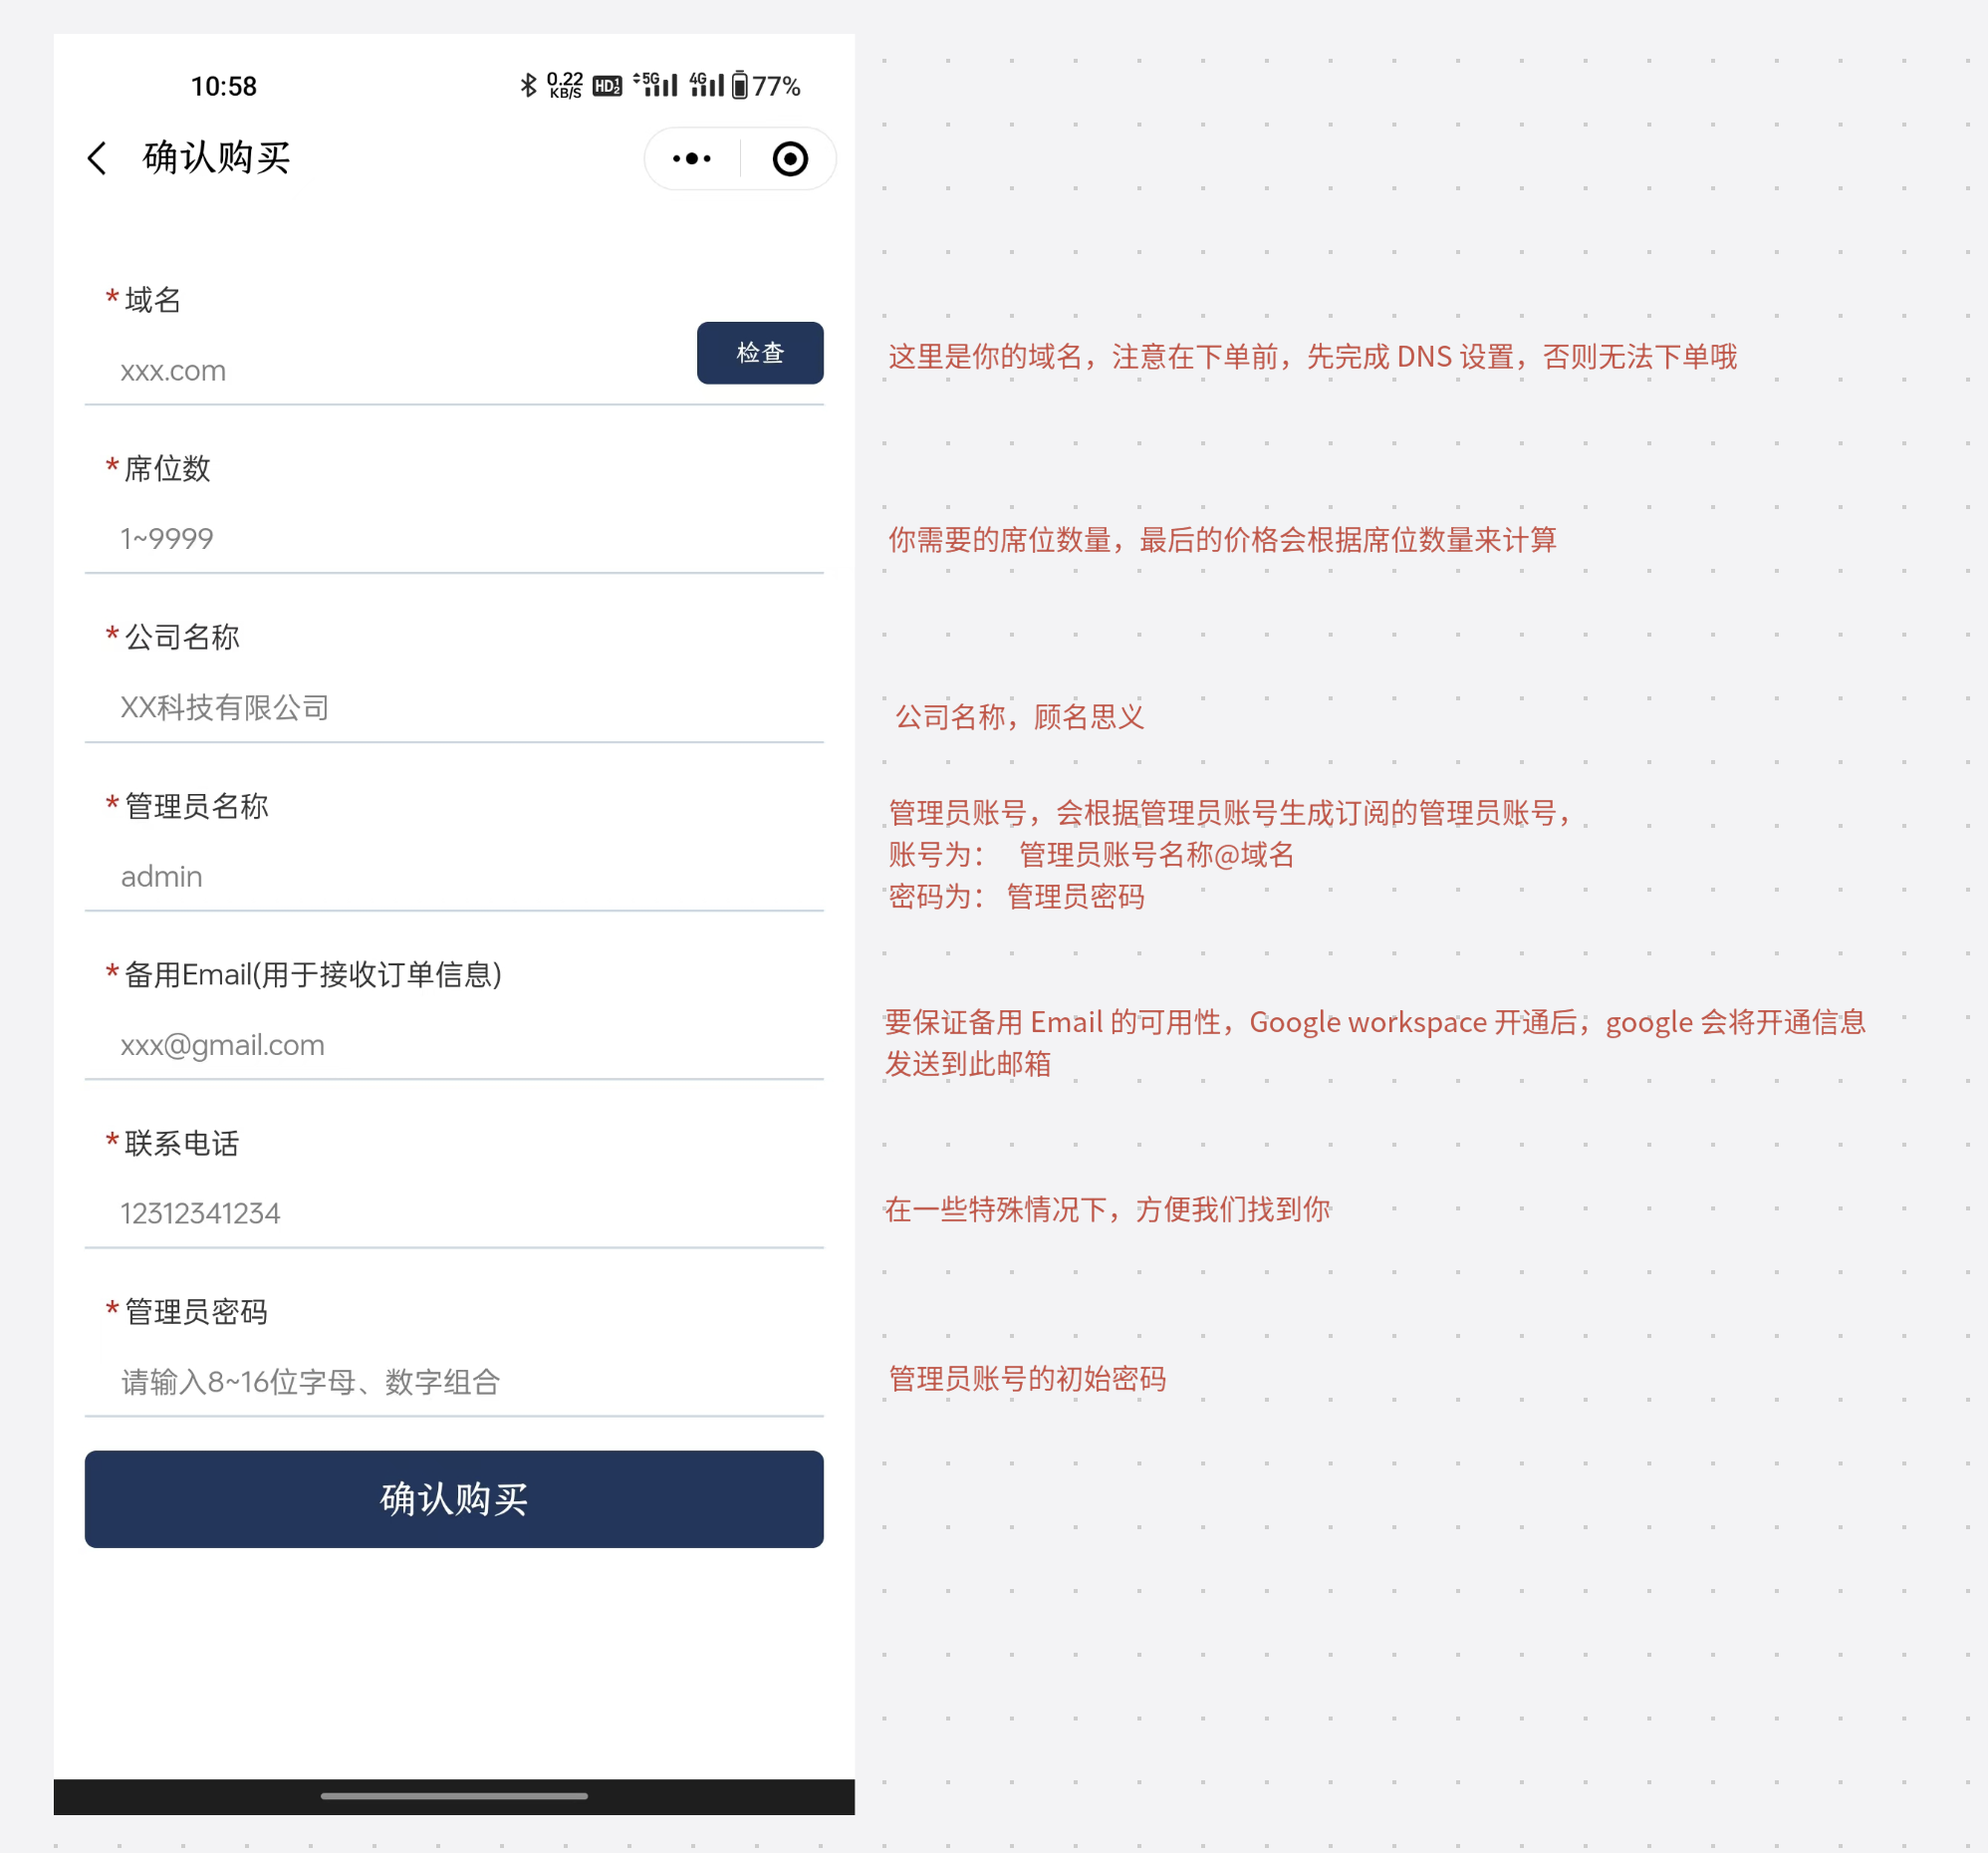 10:58
0.22 KB/S HD 1 2 5G 4G 77%
确认购买
*域名
xxx.com
检查
这里是你的域名，注意在下单前，先完成 DNS 设置，否则无法下单哦
*席位数
1~9999
你需要的席位数量，最后的价格会根据席位数量来计算
*公司名称
XX科技有限公司
公司名称，顾名思义
*管理员名称
admin
管理员账号，会根据管理员账号生成订阅的管理员账号，
账号为： 管理员账号名称@域名
密码为： 管理员密码
*备用Email(用于接收订单信息)
xxx@gmail.com
要保证备用 Email 的可用性，Google workspace 开通后，google 会将开通信息
发送到此邮箱
*联系电话
12312341234
在一些特殊情况下，方便我们找到你
*管理员密码
请输入8~16位字母、数字组合
管理员账号的初始密码
确认购买